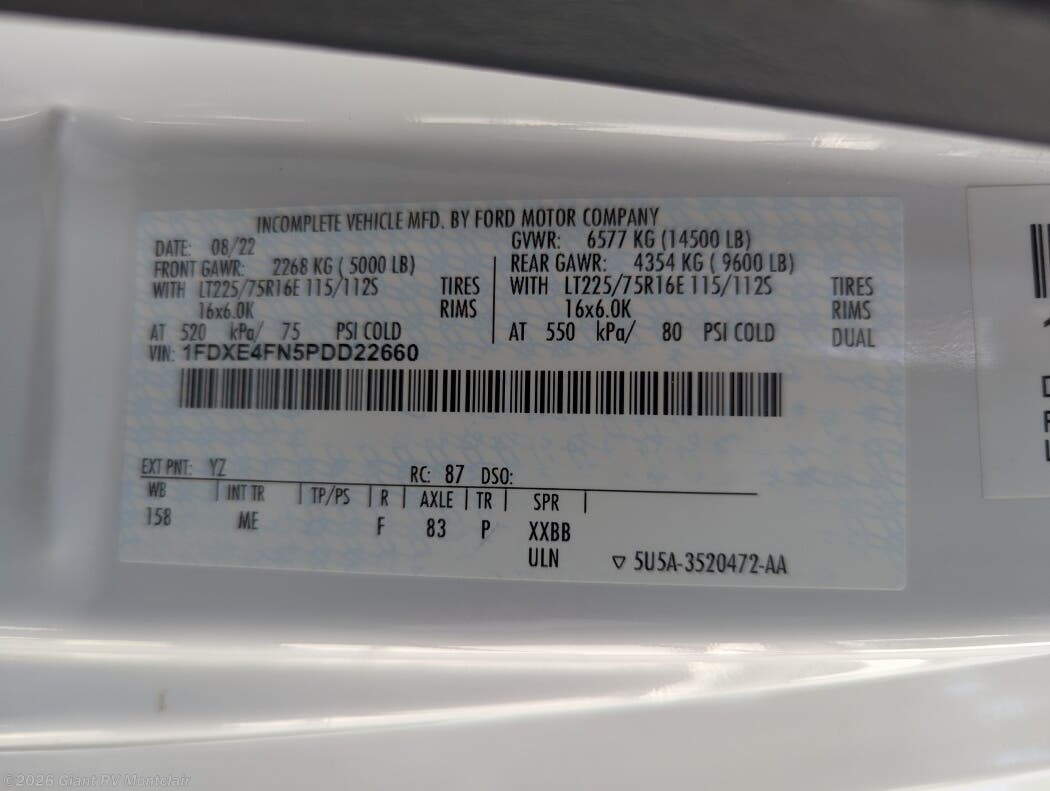 INCOMPLETE VEHICLE MFD. BY FORD MOTOR COMPANY
DATE: 08/22 GVWR: 6577 KG (14500 LB)
FRONT GAWR: 2268 KG ( 5000 LB) REAR GAWR: 4354 KG ( 9600 LB)
WITH LT225/75R16E 115/112S TIRES WITH LT225/75R16E 115/112S TIRES
16x6.0K RIMS 16x6.0K RIMS
AT 520 kPa/ 75 PSI COLD AT 550 kPa/ 80 PSI COLD DUAL
VIN: 1FDXE4FN5PDD22660
EXT PNT: YZ RC: 87 DSO:
WB INT TR TP/PS R AXLE TR SPR
158 ME F 83 P XXBB
ULN 5U5A-3520472-AA
©2026 Giant RV Montclair